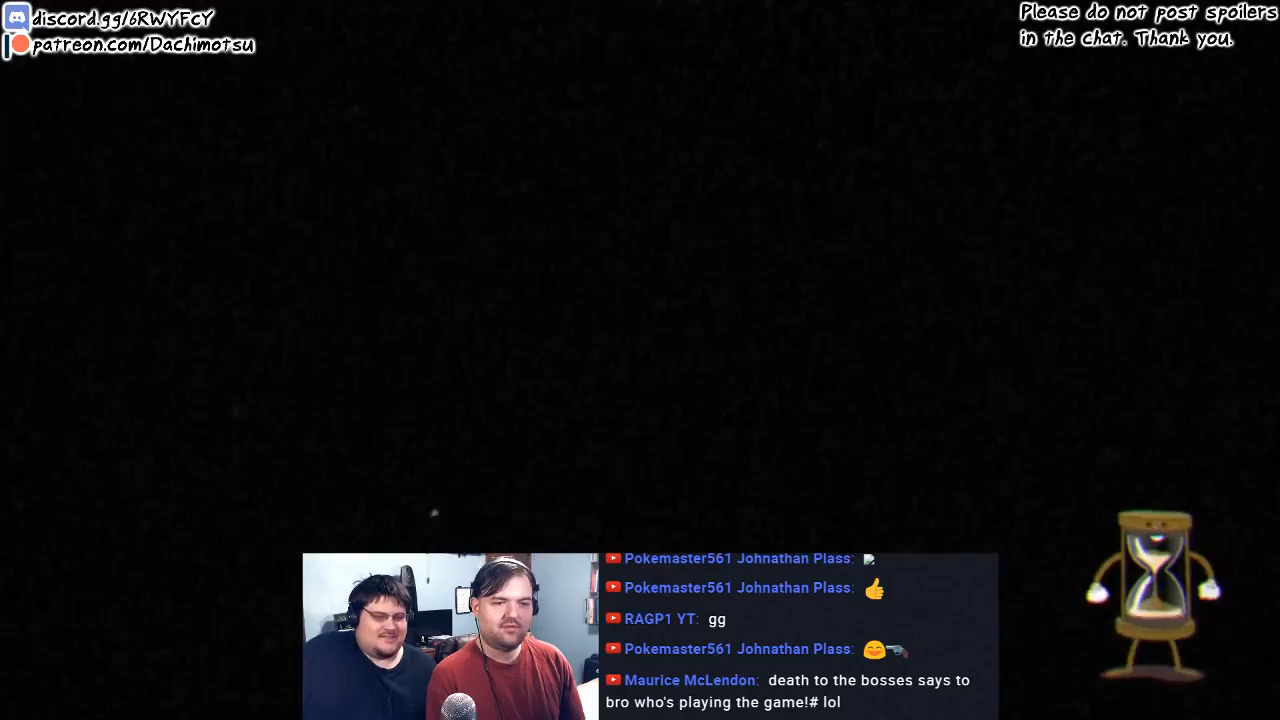 discord.gg/6RWYFcY
patreon.com/Dachimotsu
Please do not post spoilers
in the chat. Thank you.
Pokemaster561 Johnathan Plass:
Pokemaster561 Johnathan Plass: 👍
RAGP1 YT: gg
Pokemaster561 Johnathan Plass: 🤗🔫
Maurice McLendon: death to the bosses says to
bro who's playing the game!# lol